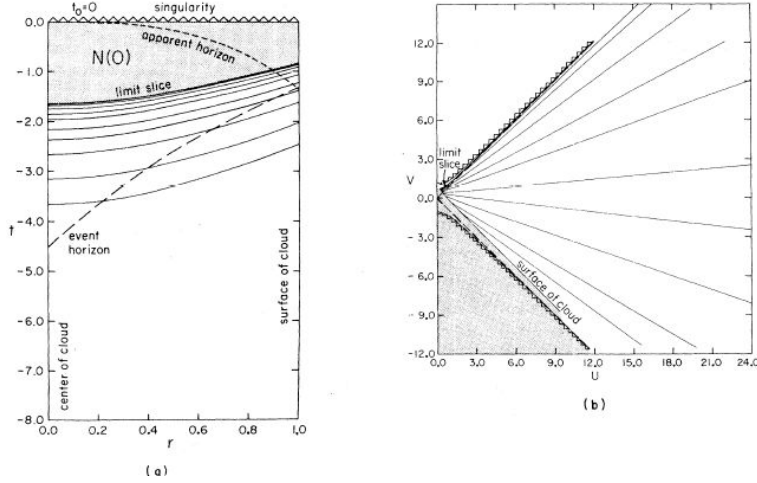 t₀=0 singularity
0.0
apparent horizon
N(O)
-1.0
limit slice
-2.0
-3.0
t
-4.0
event
horizon
-5.0
-6.0
-7.0
-8.0
center of cloud
surface of cloud
0.0 0.2 0.4 0.6 0.8 1.0
r
(a)
12.0
9.0
6.0
3.0
limit
slice
V
0.0
-3.0
-6.0
-9.0
-12.0
surface of cloud
0.0 3.0 6.0 9.0 12.0 15.0 18.0 21.0 24.0
U
(b)